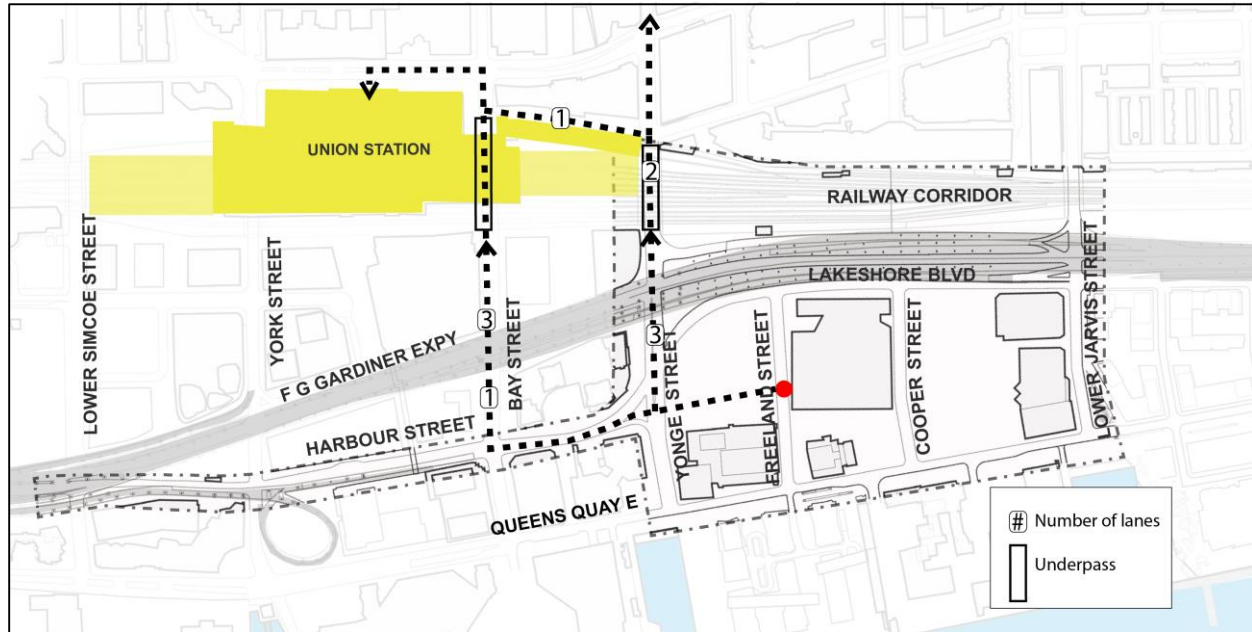 1
UNION STATION
2
RAILWAY CORRIDOR
LOWER SIMCOE STREET
YORK STREET
LAKESHORE BLVD
3
BAY STREET
3
F G GARDINER EXPY
YONGE STREET
FREELAND STREET
COOPER STREET
LOWER JARVIS STREET
1
HARBOUR STREET
QUEENS QUAY E
# Number of lanes
Underpass